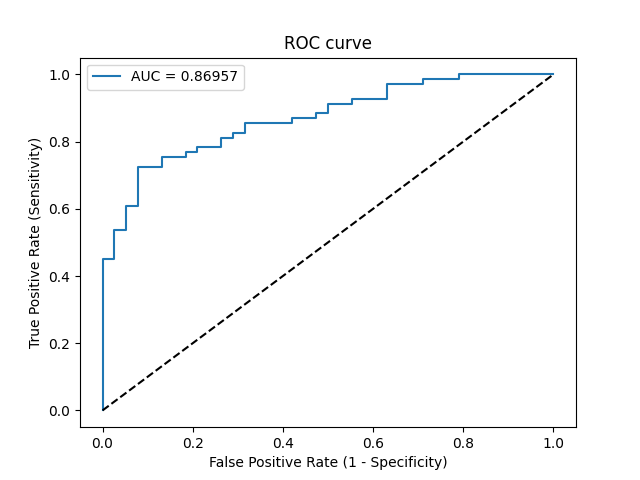 ROC curve
AUC = 0.86957
1.0
0.8
0.6
0.4
0.2
0.0
True Positive Rate (Sensitivity)
0.0 0.2 0.4 0.6 0.8 1.0
False Positive Rate (1 - Specificity)